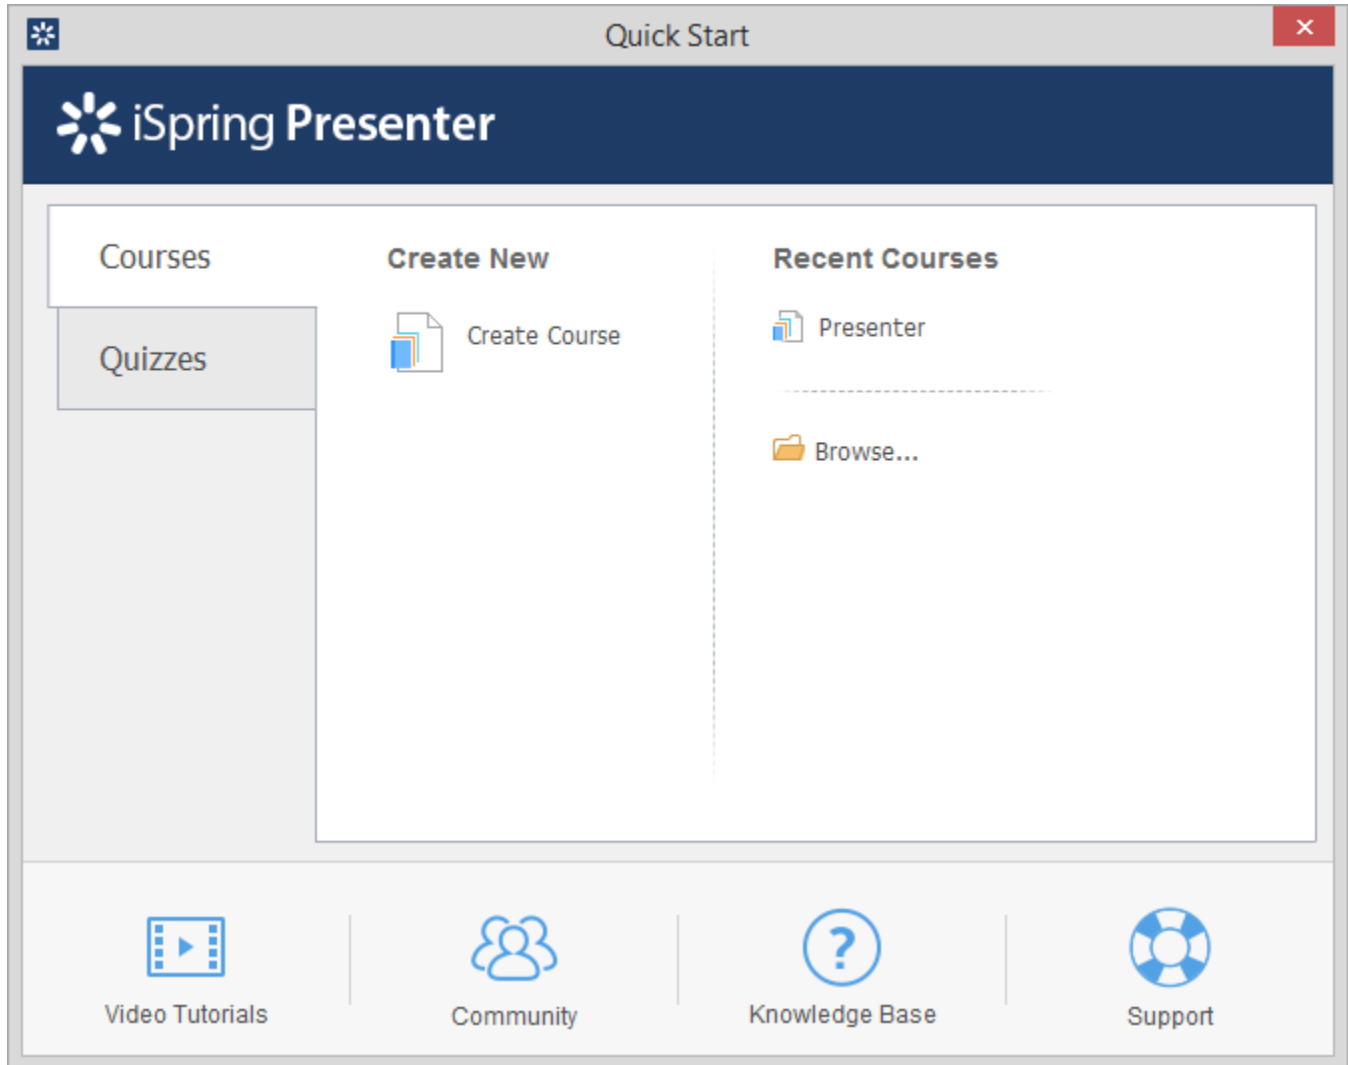 Quick Start
iSpring Presenter
Courses
Quizzes
Create New
Create Course
Recent Courses
Presenter
Browse...
Video Tutorials
Community
Knowledge Base
Support